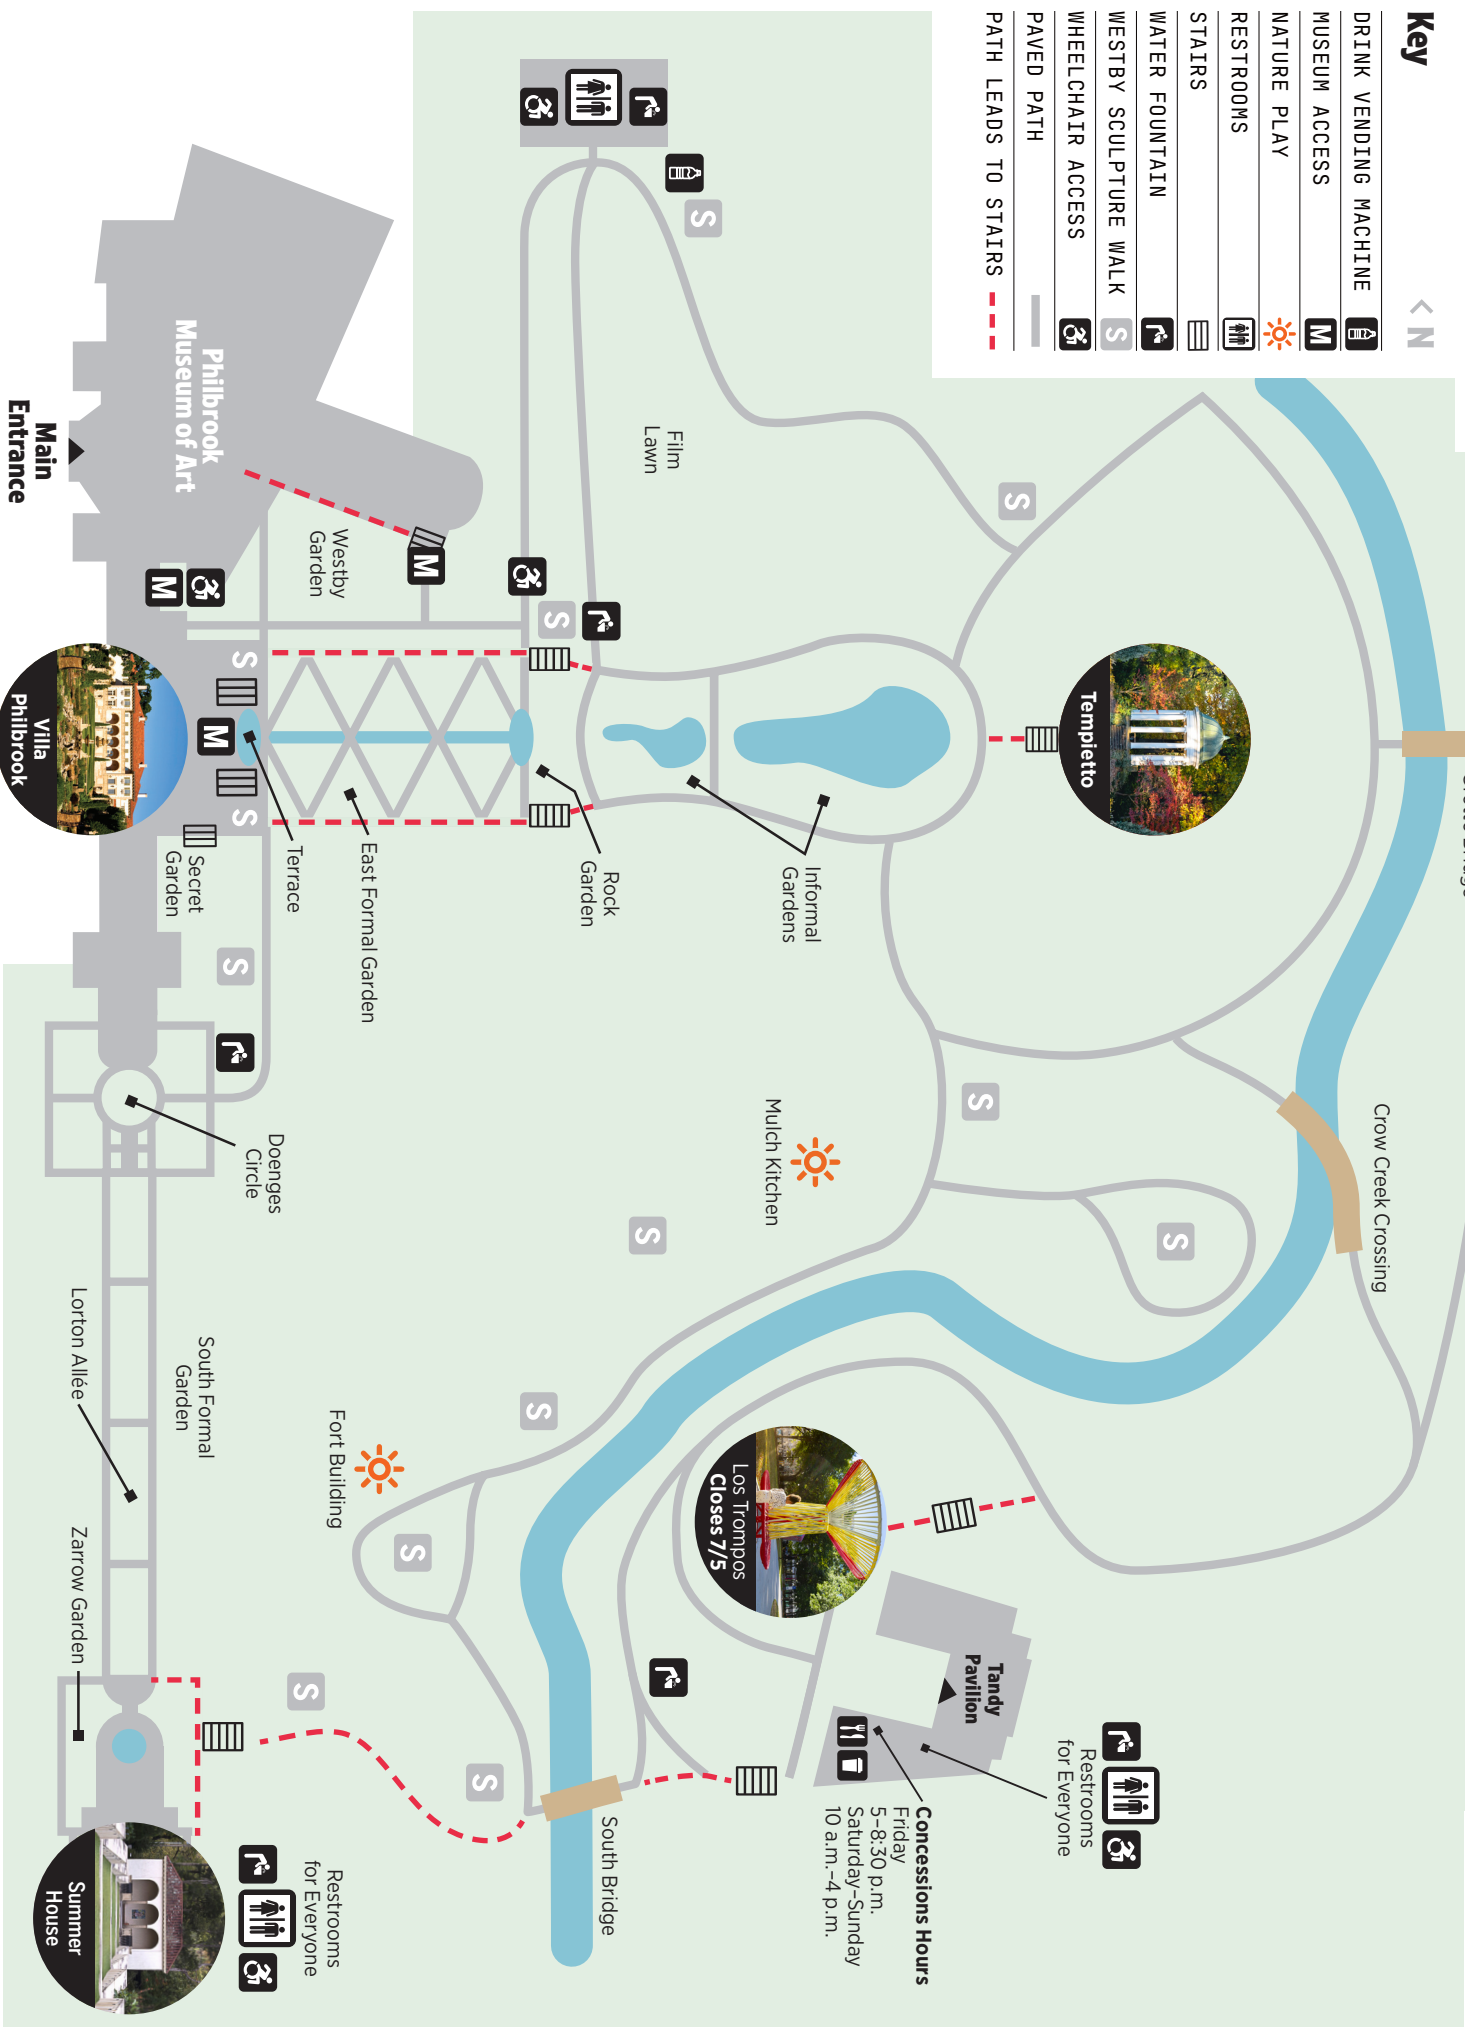 Key
< N
DRINK VENDING MACHINE
MUSEUM ACCESS
M
NATURE PLAY
RESTROOMS
STAIRS
WATER FOUNTAIN
WESTBY SCULPTURE WALK
S
WHEELCHAIR ACCESS
PAVED PATH
PATH LEADS TO STAIRS
S
S
Film
Lawn
Philbrook
Museum of Art
Main
Entrance
Westby
Garden
M
M
S
S
M
S
Villa
Philbrook
Tempietto
Secret
Garden
Terrace
East Formal Garden
Rock
Garden
Informal
Gardens
S
Doenges
Circle
Mulch Kitchen
S
S
S
Crow Creek Crossing
Lorton Allée
South Formal
Garden
Fort Building
S
S
Los Trompos
Closes 7/5
Zarrow Garden
S
S
Tandy
Pavilion
Restrooms
for Everyone
Concessions Hours
Friday
5–8:30 p.m.
Saturday–Sunday
10 a.m.–4 p.m.
South Bridge
Restrooms
for Everyone
Summer
House